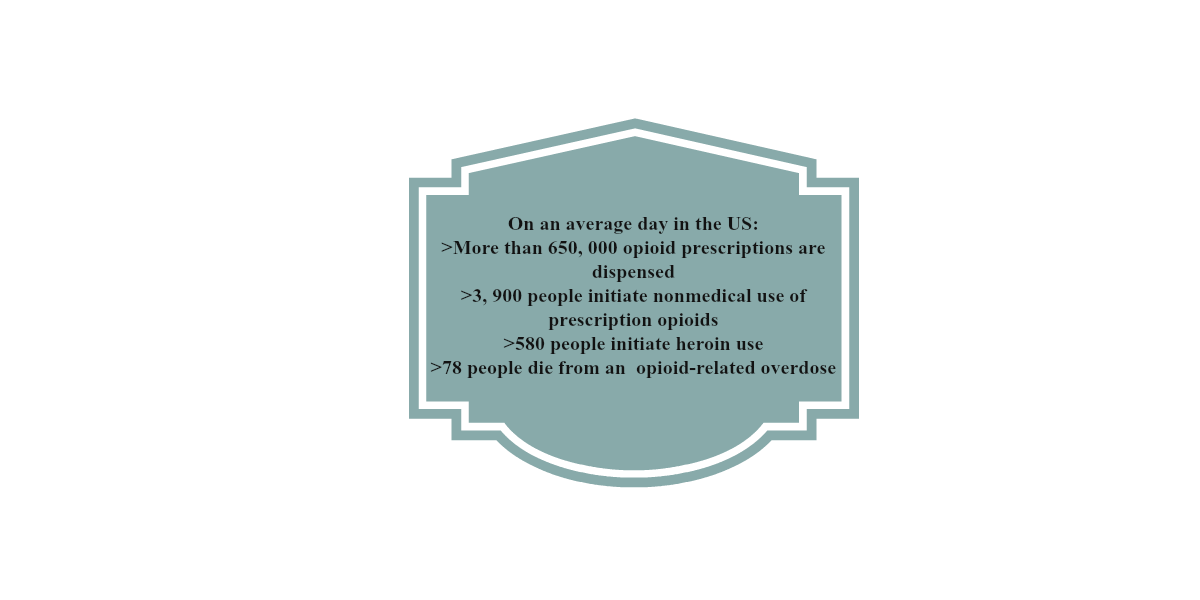 On an average day in the US:
>More than 650, 000 opioid prescriptions are
dispensed
>3, 900 people initiate nonmedical use of
prescription opioids
>580 people initiate heroin use
>78 people die from an  opioid-related overdose